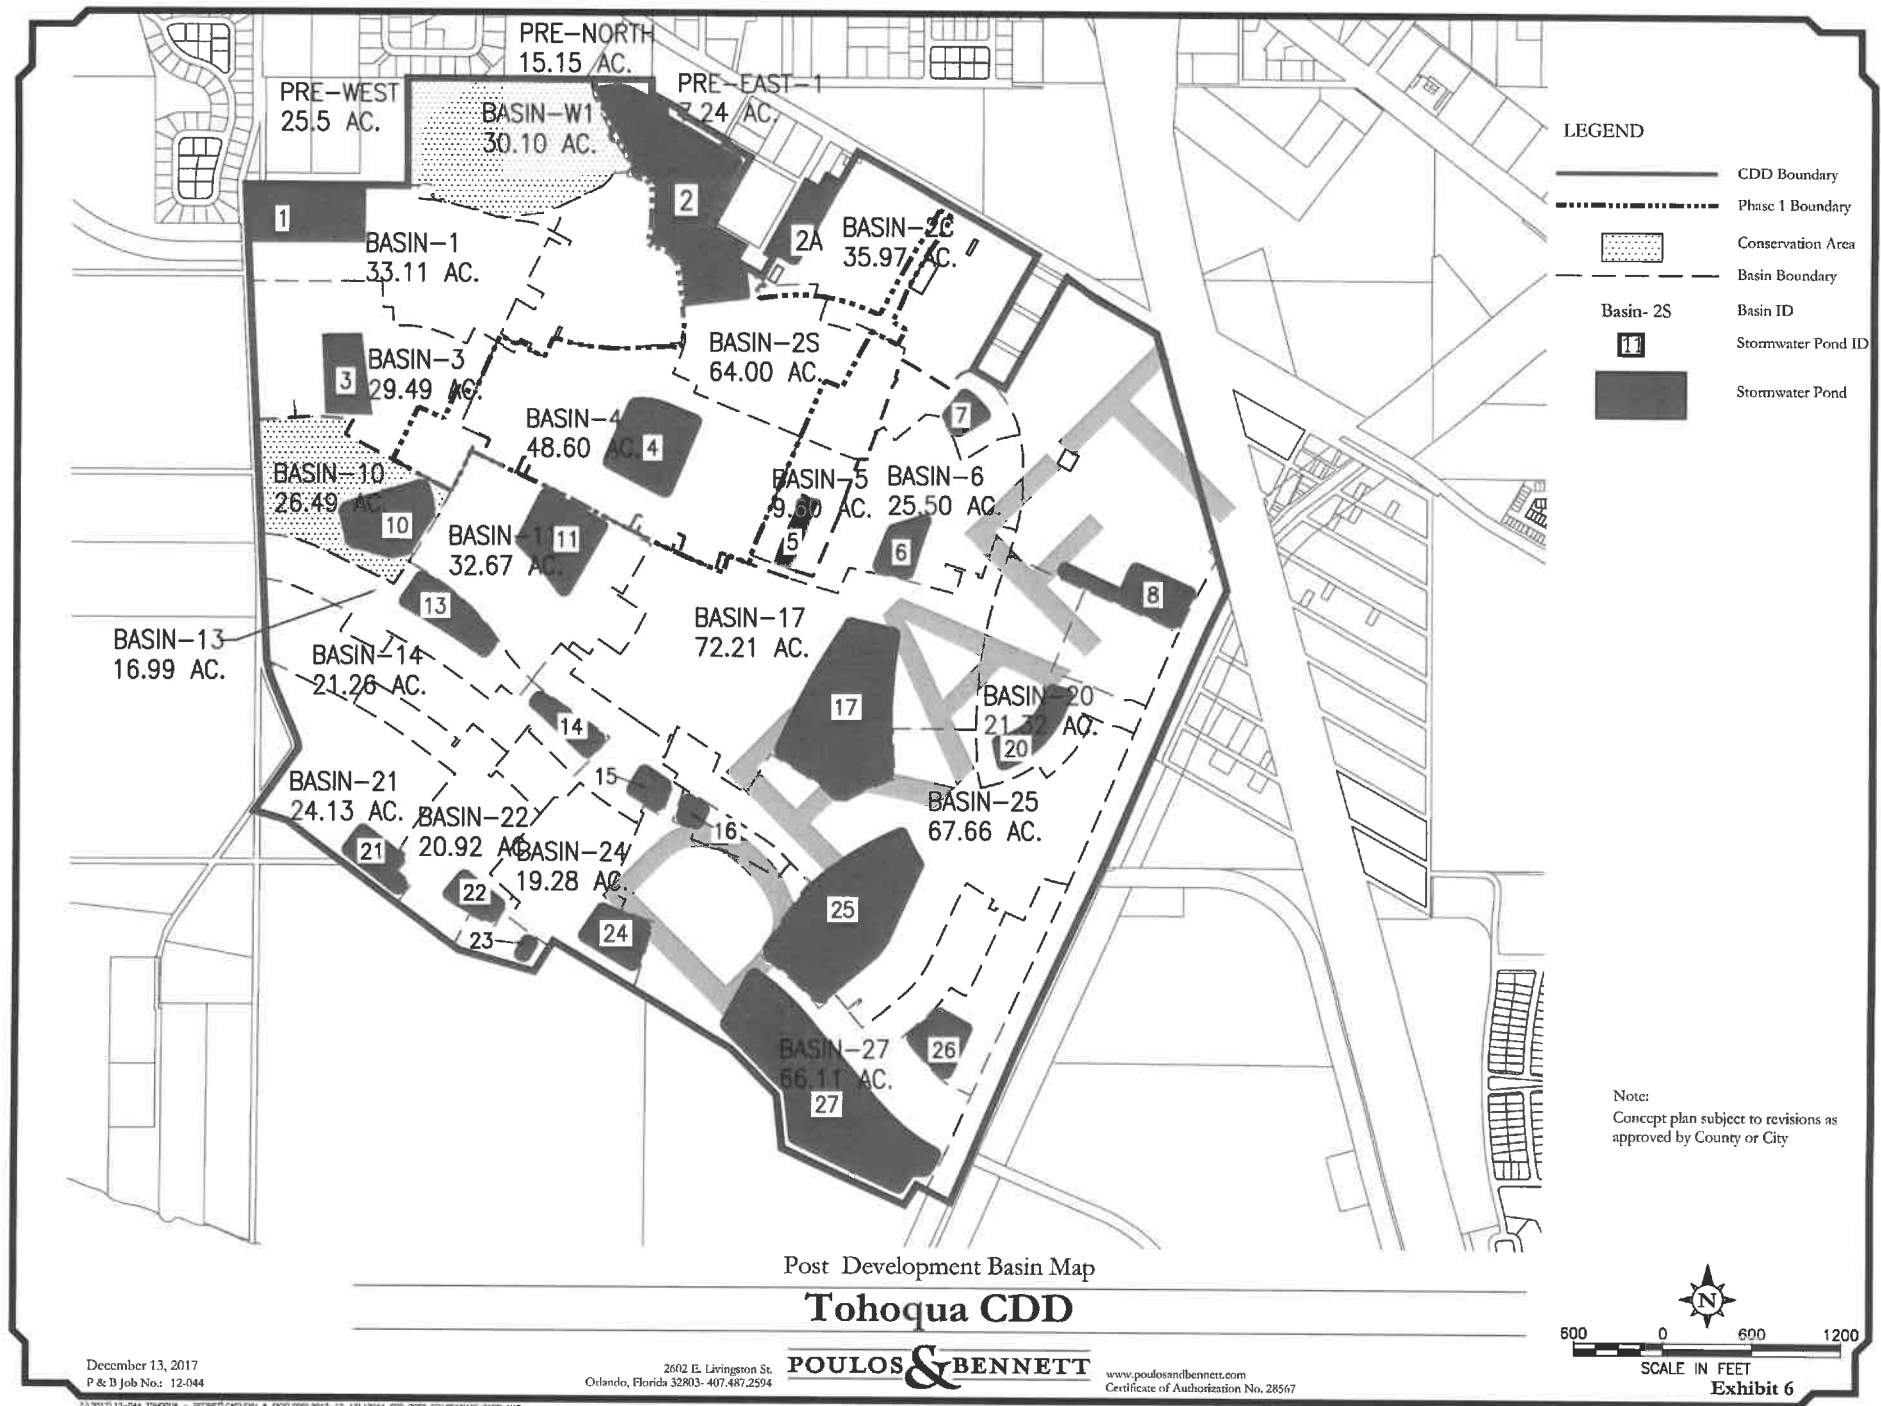 PRE-NORTH
15.15 AC.
PRE-WEST
25.5 AC.
PRE-EAST-1
7.24 AC.
BASIN-W1
30.10 AC.
1
2
2A
BASIN-1
33.11 AC.
BASIN-2C
35.97 AC.
BASIN-3
29.49 AC.
3
BASIN-2S
64.00 AC.
BASIN-4
48.60 AC.
4
7
BASIN-10
26.49 AC.
10
BASIN-11
32.67 AC.
11
BASIN-5
9.60 AC.
5
BASIN-6
25.50 AC.
6
8
13
BASIN-13
16.99 AC.
BASIN-14
21.26 AC.
14
BASIN-17
72.21 AC.
17
BASIN-20
21.32 AC.
20
15
16
BASIN-21
24.13 AC.
21
BASIN-22
20.92 AC.
22
BASIN-24
19.28 AC.
23
24
BASIN-25
67.66 AC.
25
26
BASIN-27
66.11 AC.
27
LEGEND
CDD Boundary
Phase 1 Boundary
Conservation Area
Basin Boundary
Basin- 2S Basin ID
11 Stormwater Pond ID
Stormwater Pond
Note:
Concept plan subject to revisions as
approved by County or City
Post Development Basin Map
Tohoqua CDD
December 13, 2017
P & B Job No.: 12-044
2602 E. Livingston St.
Orlando, Florida 32803- 407.487.2594
POULOS & BENNETT
www.poulosandbennett.com
Certificate of Authorization No. 28567
N
600 0 600 1200
SCALE IN FEET
Exhibit 6